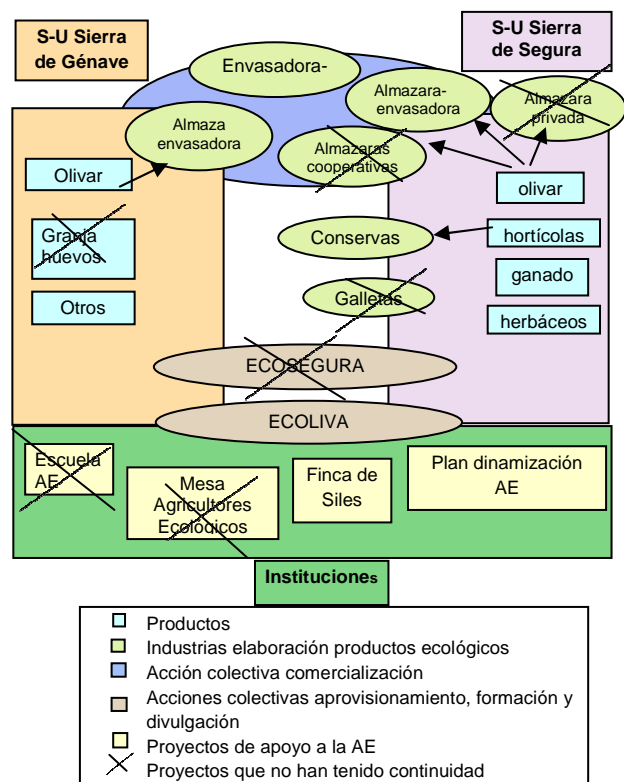 S-U Sierra
de Génave
S-U Sierra
de Segura
Envasadora-
Almazara-
envasadora
Almazara
privada
Almaza
envasadora
Almazaras
cooperativas
Olivar
olivar
Granja
huevos
Conservas
hortícolas
ganado
Otros
Galletas
herbáceos
ECOSEGURA
ECOLIVA
Escuela
AE
Mesa
Agricultores
Ecológicos
Finca de
Siles
Plan dinamización
AE
Instituciones
Productos
Industrias elaboración productos ecológicos
Acción colectiva comercialización
Acciones colectivas aprovisionamiento, formación y
divulgación
Proyectos de apoyo a la AE
Proyectos que no han tenido continuidad